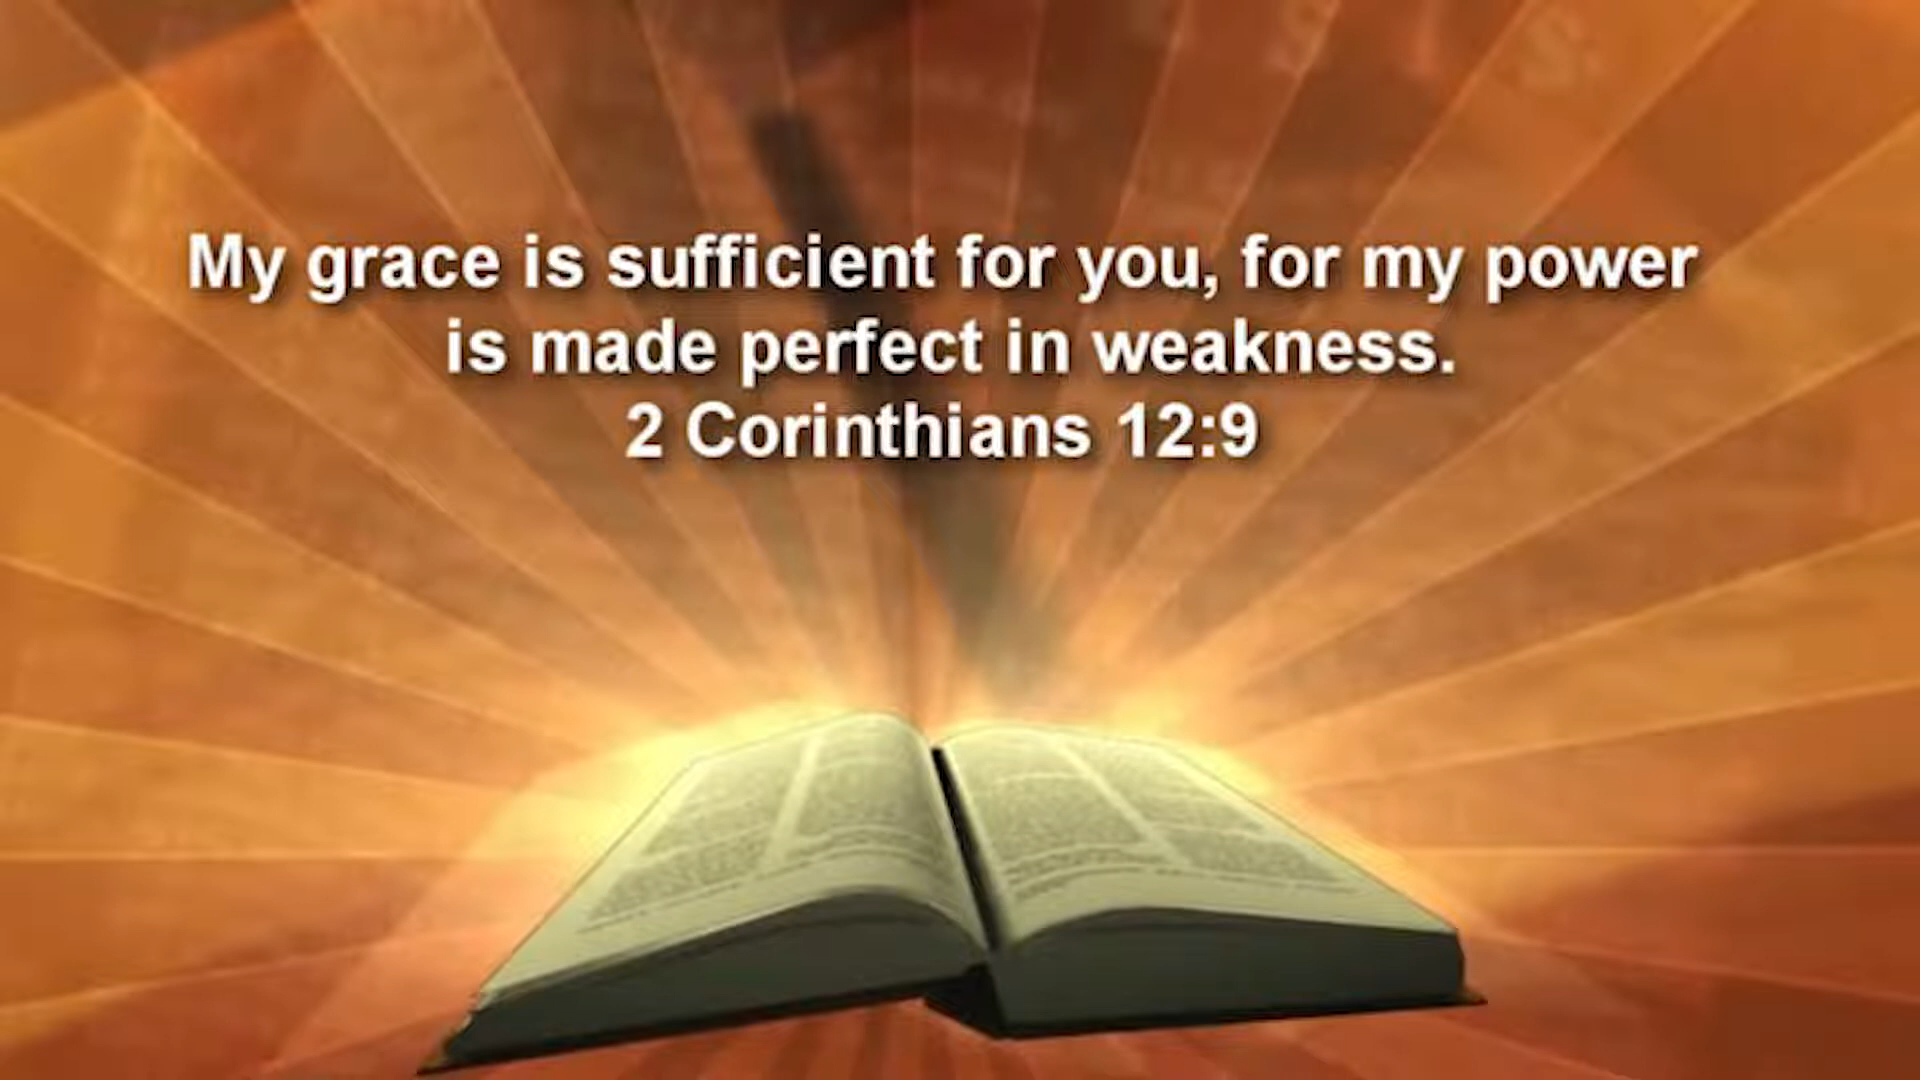 My grace is sufficient for you, for my power
is made perfect in weakness.
2 Corinthians 12:9